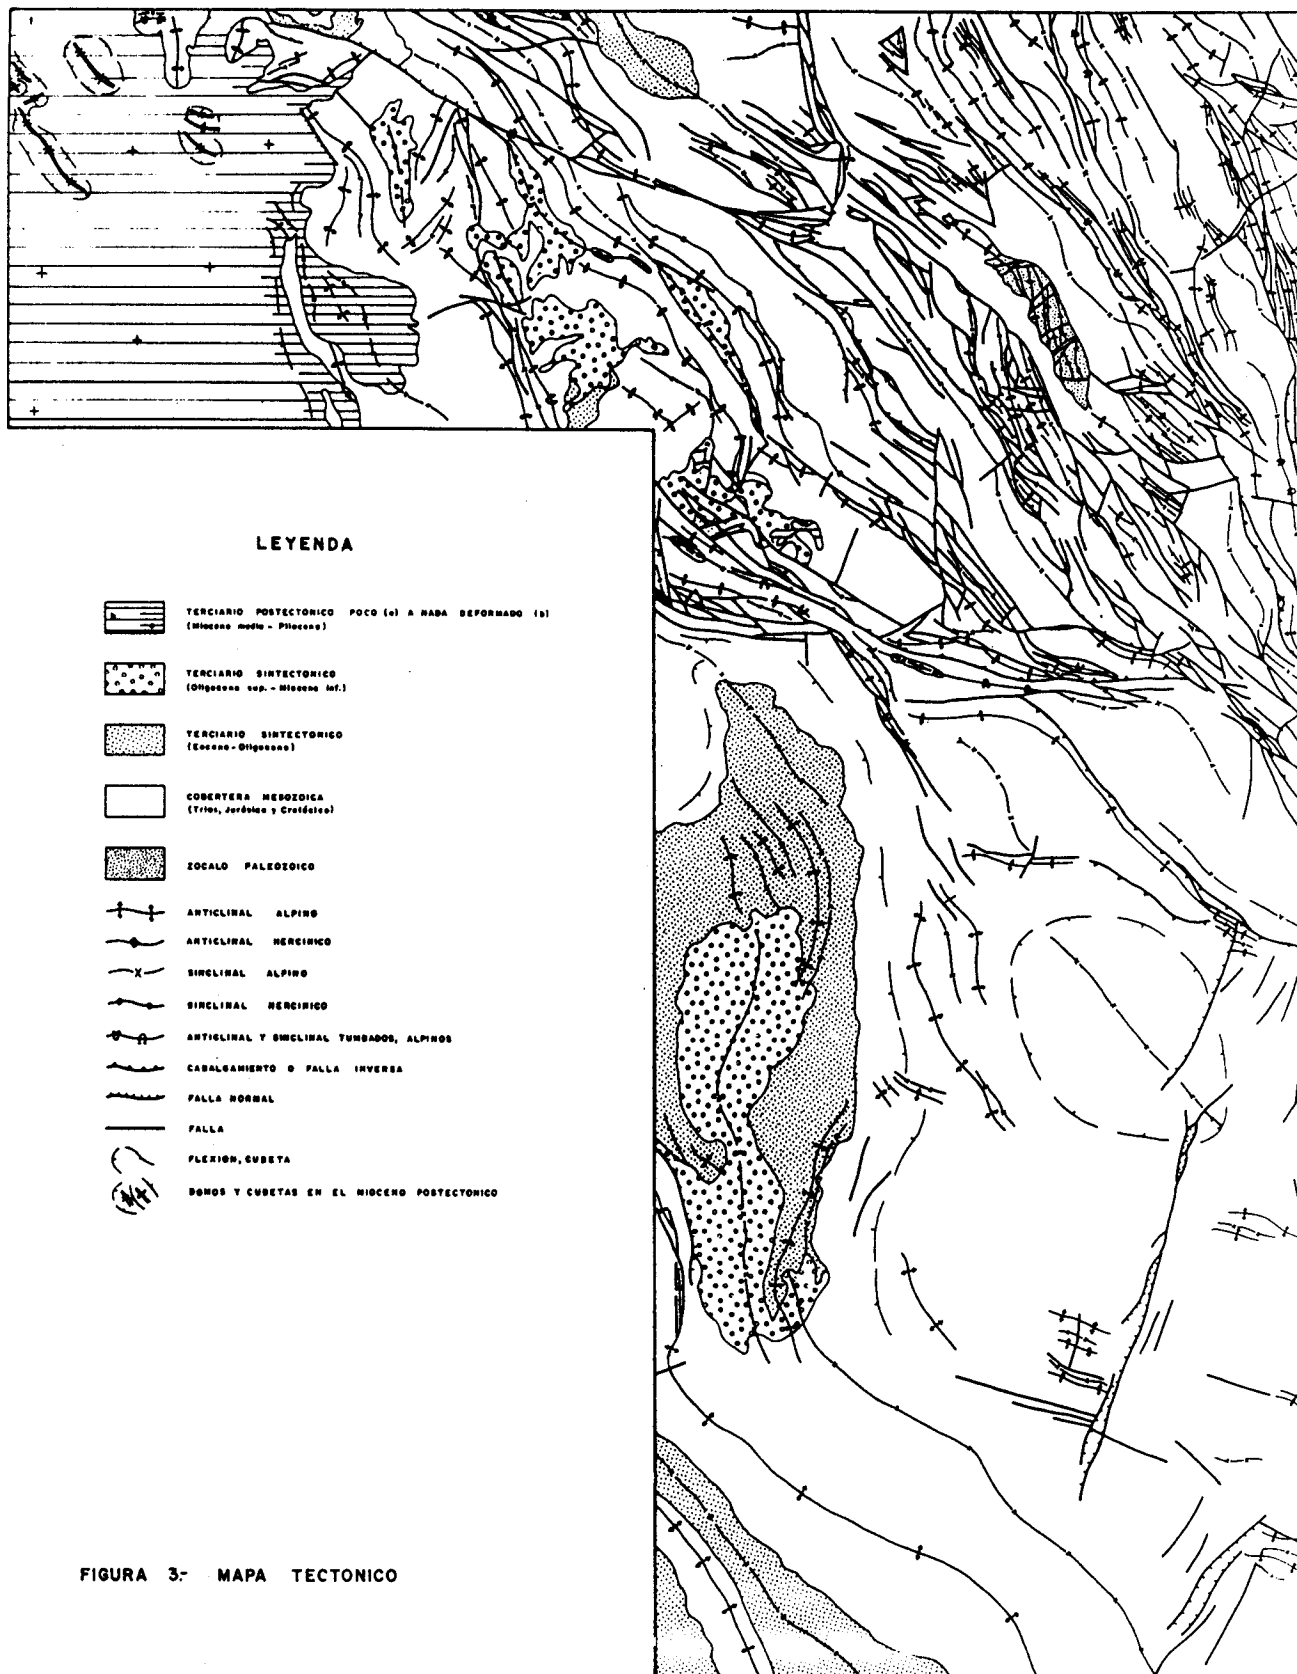 LEYENDA
TERCIARIO POSTECTONICO POCO (a) A NADA DEFORMADO (b)
(Mioceno medio - Plioceno)
TERCIARIO SINTECTONICO
(Oligoceno sup. - Mioceno inf.)
TERCIARIO SINTECTONICO
(Eoceno-Oligoceno)
COBERTERA MESOZOICA
(Trias, Jurásico y Cretácico)
ZOCALO PALEOZOICO
ANTICLINAL ALPINO
ANTICLINAL HERCINICO
SINCLINAL ALPINO
SINCLINAL HERCINICO
ANTICLINAL Y SINCLINAL TUMBADOS, ALPINOS
CABALGAMIENTO O FALLA INVERSA
FALLA NORMAL
FALLA
FLEXION, CUBETA
DOMOS Y CUBETAS EN EL MIOCENO POSTECTONICO
FIGURA 3.- MAPA TECTONICO